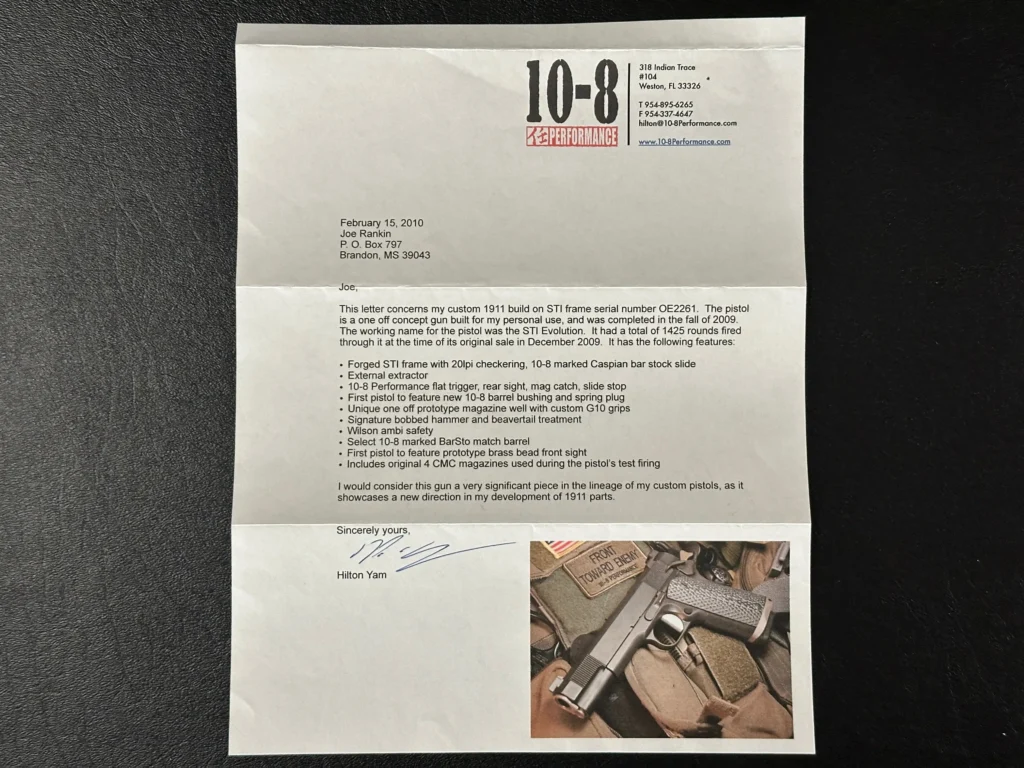 10-8
PERFORMANCE
318 Indian Trace
#104
Weston, FL 33326
T 954-895-6265
F 954-337-4647
hilton@10-8Performance.com
www.10-8Performance.com
February 15, 2010
Joe Rankin
P. O. Box 797
Brandon, MS 39043
Joe,
This letter concerns my custom 1911 build on STI frame serial number OE2261.  The pistol
is a one off concept gun built for my personal use, and was completed in the fall of 2009.
The working name for the pistol was the STI Evolution.  It had a total of 1425 rounds fired
through it at the time of its original sale in December 2009.  It has the following features:
• Forged STI frame with 20lpi checkering, 10-8 marked Caspian bar stock slide
• External extractor
• 10-8 Performance flat trigger, rear sight, mag catch, slide stop
• First pistol to feature new 10-8 barrel bushing and spring plug
• Unique one off prototype magazine well with custom G10 grips
• Signature bobbed hammer and beavertail treatment
• Wilson ambi safety
• Select 10-8 marked BarSto match barrel
• First pistol to feature prototype brass bead front sight
• Includes original 4 CMC magazines used during the pistol's test firing
I would consider this gun a very significant piece in the lineage of my custom pistols, as it
showcases a new direction in my development of 1911 parts.
Sincerely yours,
Hilton Yam
FRONT
TOWARD ENEMY
10-8 PERFORMANCE